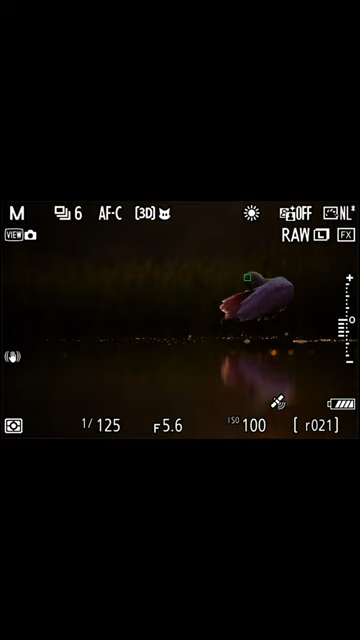 M 6 AF-C [3D] OFF NL*
VIEW RAW L FX
1/125 F5.6 ISO 100 [ r021]